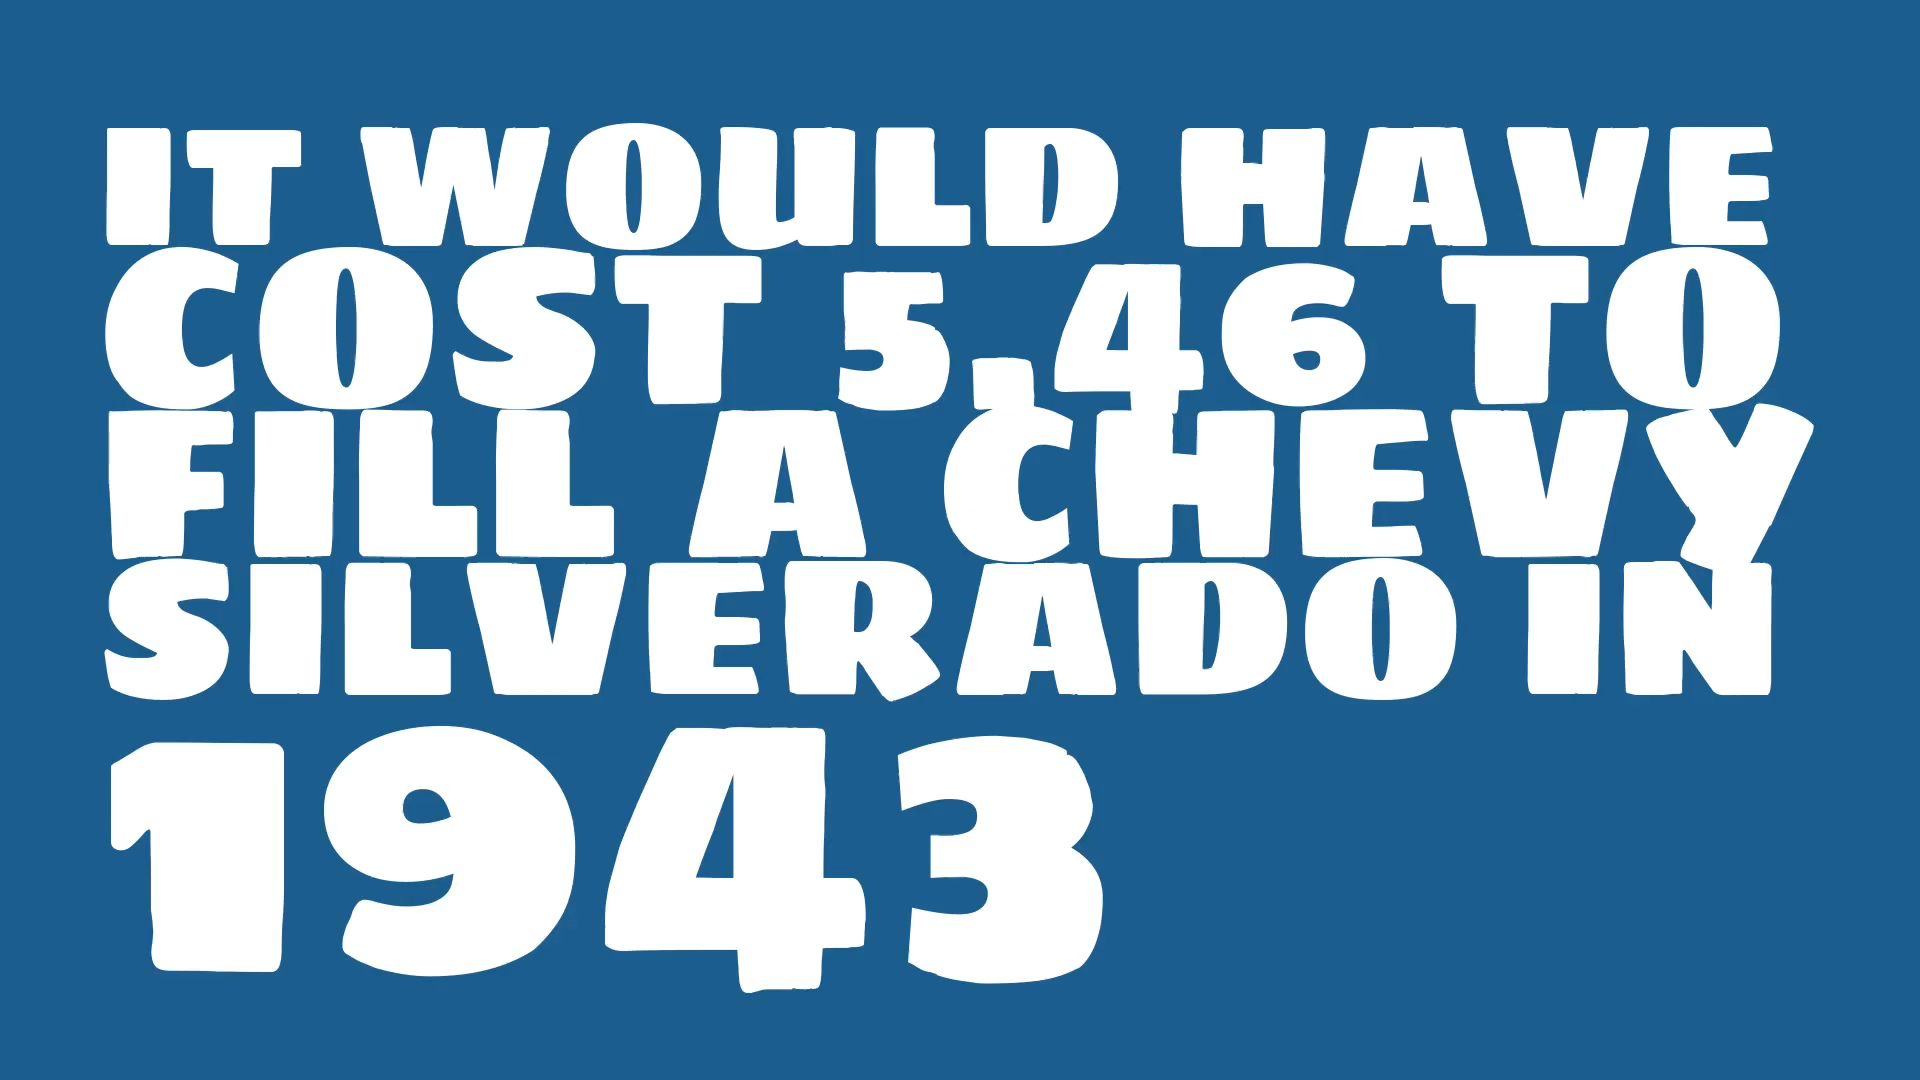 IT WOULD HAVE
COST 5.46 TO
FILL A CHEVY
SILVERADO IN
1943